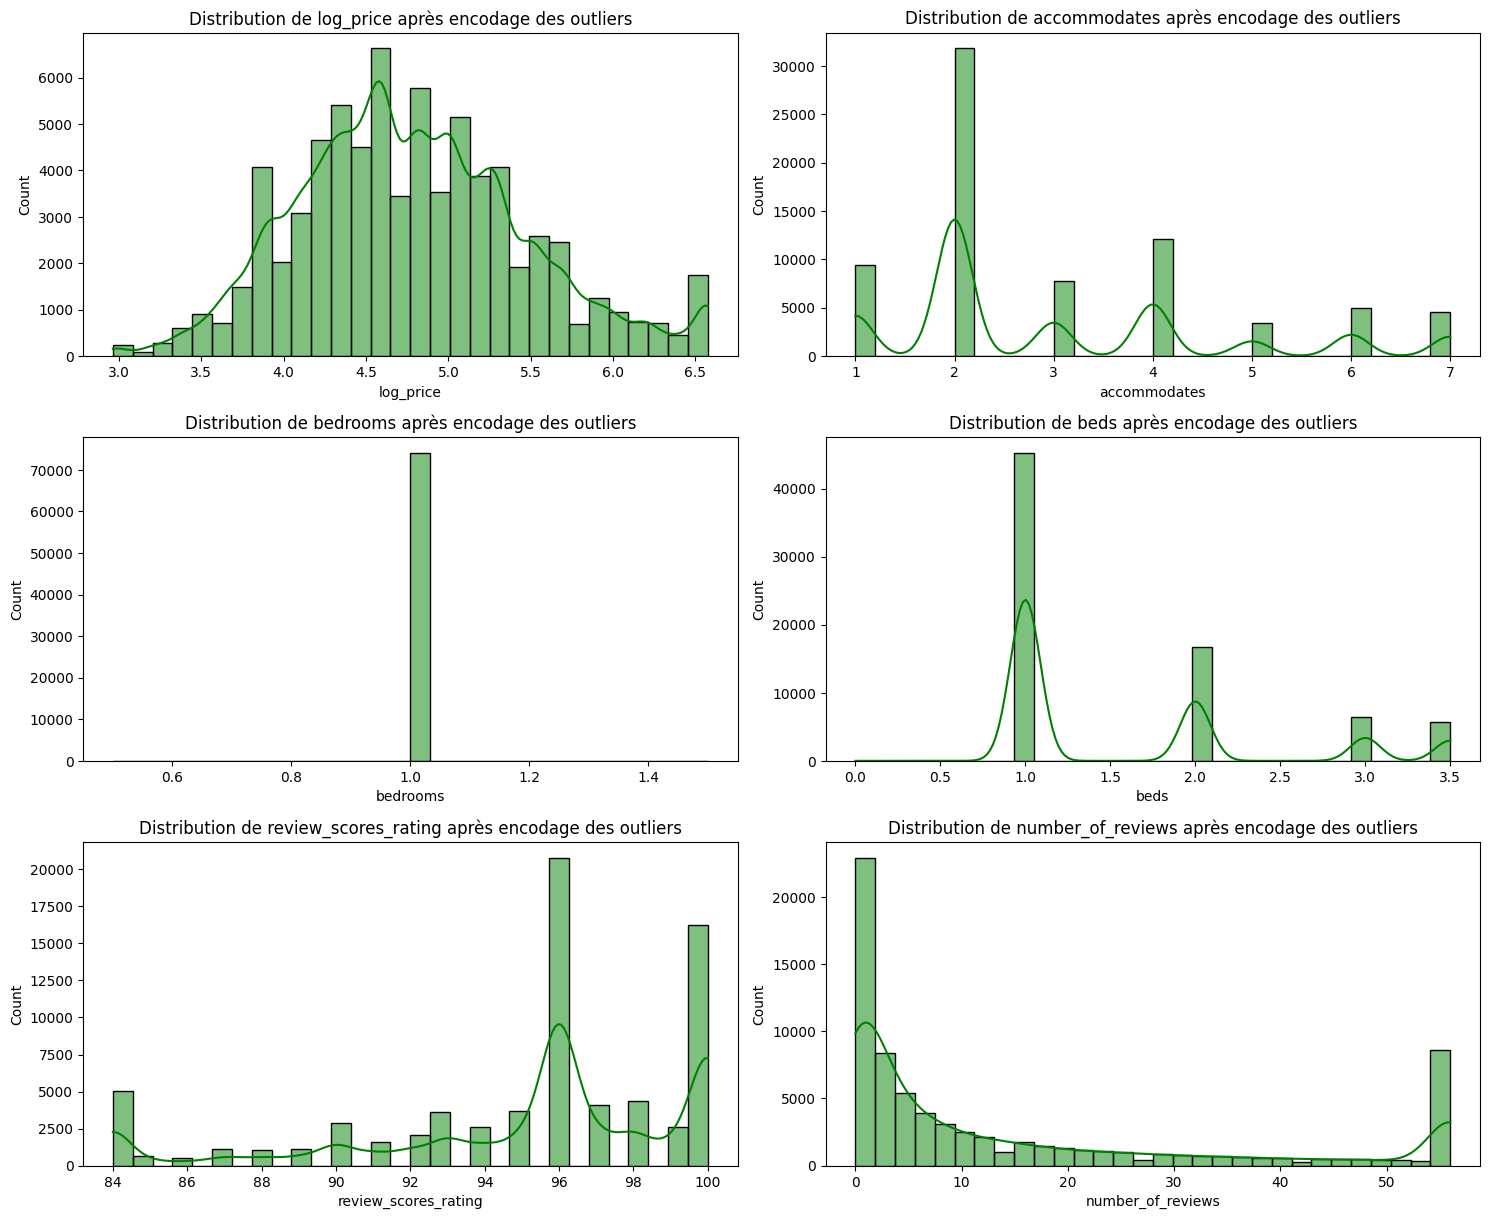 Distribution de log_price après encodage des outliers
Count
6000
5000
4000
3000
2000
1000
0
3.0 3.5 4.0 4.5 5.0 5.5 6.0 6.5
log_price
Distribution de accommodates après encodage des outliers
Count
30000
25000
20000
15000
10000
5000
0
1 2 3 4 5 6 7
accommodates
Distribution de bedrooms après encodage des outliers
Count
70000
60000
50000
40000
30000
20000
10000
0
0.6 0.8 1.0 1.2 1.4
bedrooms
Distribution de beds après encodage des outliers
Count
40000
30000
20000
10000
0
0.0 0.5 1.0 1.5 2.0 2.5 3.0 3.5
beds
Distribution de review_scores_rating après encodage des outliers
Count
20000
17500
15000
12500
10000
7500
5000
2500
0
84 86 88 90 92 94 96 98 100
review_scores_rating
Distribution de number_of_reviews après encodage des outliers
Count
20000
15000
10000
5000
0
0 10 20 30 40 50
number_of_reviews